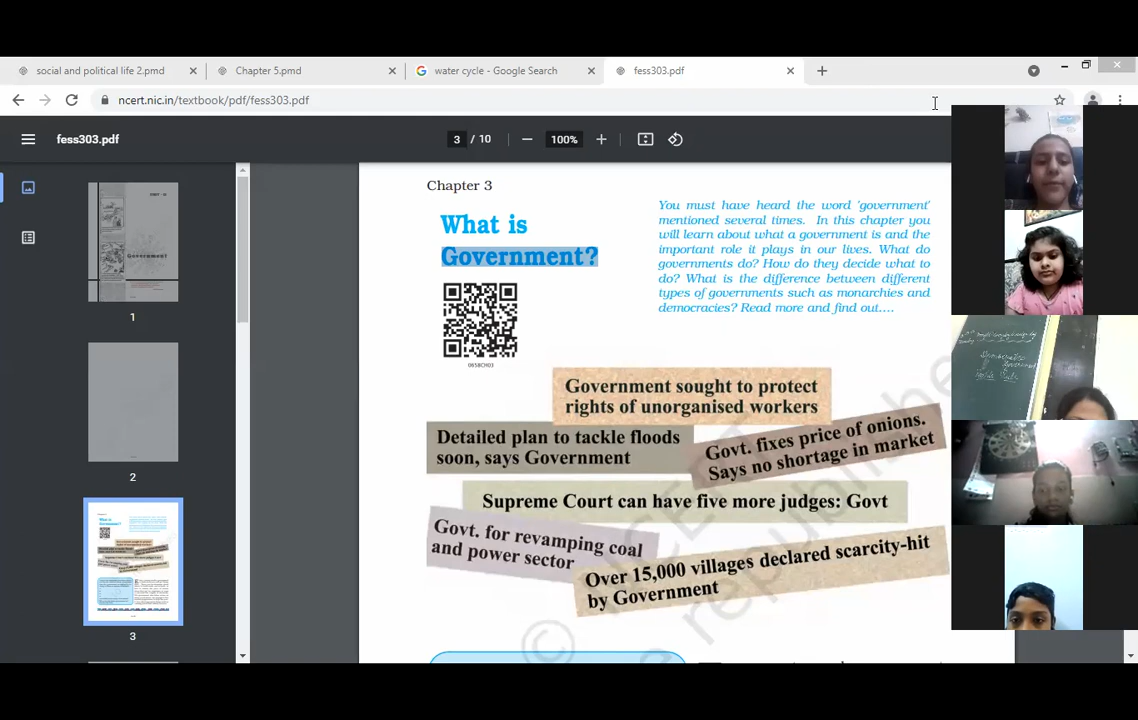 social and political life 2.pmd
Chapter 5.pmd
water cycle - Google Search
fess303.pdf
ncert.nic.in/textbook/pdf/fess303.pdf
fess303.pdf
3 / 10
100%
1
2
3
Chapter 3
What is
Government?
0658CH03
You must have heard the word 'government'
mentioned several times. In this chapter you
will learn about what a government is and the
important role it plays in our lives. What do
governments do? How do they decide what to
do? What is the difference between different
types of governments such as monarchies and
democracies? Read more and find out....
Government sought to protect
rights of unorganised workers
Detailed plan to tackle floods
soon, says Government
Govt. fixes price of onions.
Says no shortage in market
Supreme Court can have five more judges: Govt
Govt. for revamping coal
and power sector
Over 15,000 villages declared scarcity-hit
by Government